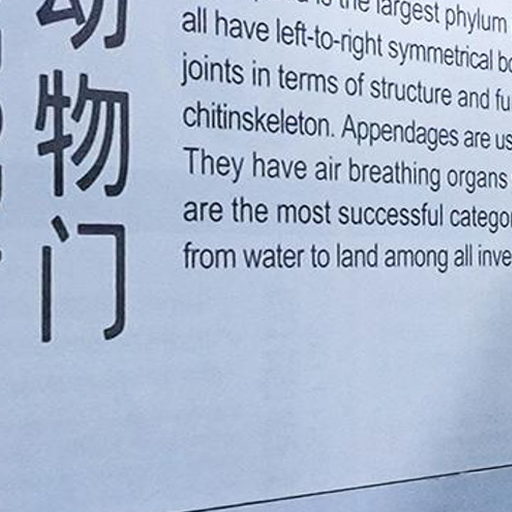 动物门
the largest phylum
all have left-to-right symmetrical
joints in terms of structure and
chitinskeleton. Appendages are
They have air breathing organs
are the most successful
from water to land among all